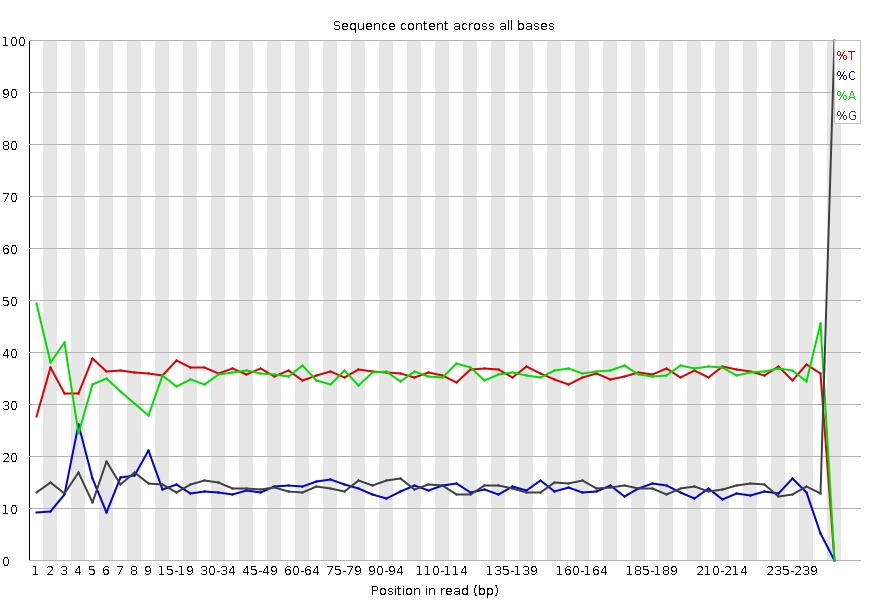 Sequence content across all bases
100
90
80
70
60
50
40
30
20
10
0
%T
%C
%A
%G
1 2 3 4 5 6 7 8 9 15-19 30-34 45-49 60-64 75-79 90-94 110-114 135-139 160-164 185-189 210-214 235-239
Position in read (bp)